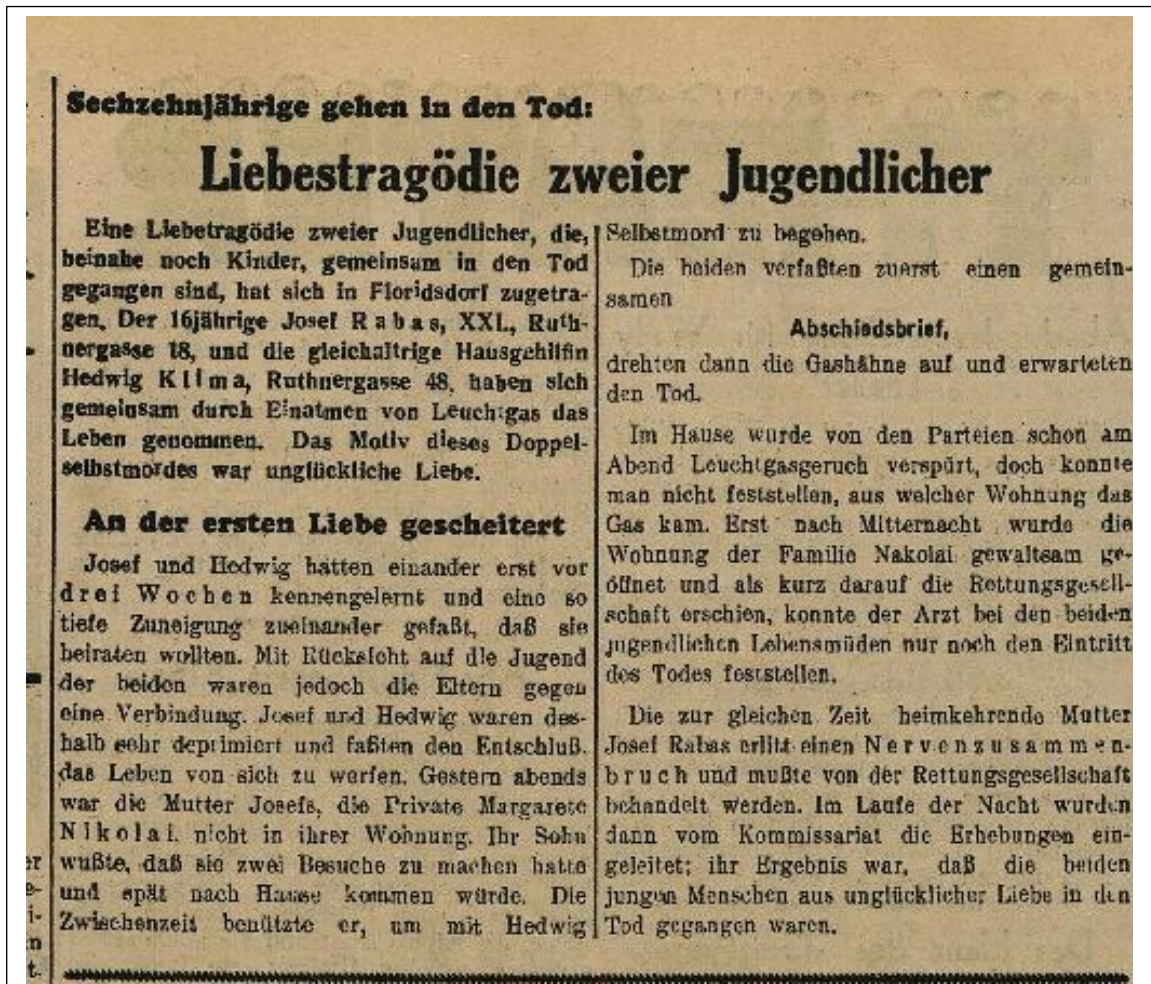 Sechzehnjährige gehen in den Tod:
Liebestragödie zweier Jugendlicher
Eine Liebetragödie zweier Jugendlicher, die,
beinahe noch Kinder, gemeinsam in den Tod
gegangen sind, hat sich in Floridsdorf zugetra-
gen. Der 16jährige Josef Rabas, XXI., Ruth-
nergasse 18, und die gleichaltrige Hausgehilfin
Hedwig Klima, Ruthnergasse 48, haben sich
gemeinsam durch Einatmen von Leuchtgas das
Leben genommen. Das Motiv dieses Doppel-
selbstmordes war unglückliche Liebe.
An der ersten Liebe gescheitert
Josef und Hedwig hatten einander erst vor
drei Wochen kennengelernt und eine so
tiefe Zuneigung zueinander gefaßt, daß sie
heiraten wollten. Mit Rücksicht auf die Jugend
der beiden waren jedoch die Eltern gegen
eine Verbindung. Josef und Hedwig waren des-
halb sehr deprimiert und faßten den Entschluß,
das Leben von sich zu werfen. Gestern abends
war die Mutter Josefs, die Private Margarete
Nikolai, nicht in ihrer Wohnung. Ihr Sohn
wußte, daß sie zwei Besuche zu machen hatte
und spät nach Hause kommen würde. Die
Zwischenzeit benützte er, um mit Hedwig
Selbstmord zu begehen.
Die beiden verfaßten zuerst einen gemein-
samen
Abschiedsbrief,
drehten dann die Gashähne auf und erwarteten
den Tod.
Im Hause wurde von den Parteien schon am
Abend Leuchtgasgeruch verspürt, doch konnte
man nicht feststellen, aus welcher Wohnung das
Gas kam. Erst nach Mitternacht wurde die
Wohnung der Familie Nakolai gewaltsam ge-
öffnet und als kurz darauf die Rettungsgesell-
schaft erschien, konnte der Arzt bei den beiden
jugendlichen Lebensmüden nur noch den Eintritt
des Todes feststellen.
Die zur gleichen Zeit heimkehrende Mutter
Josef Rabas erlitt einen Nervenzusammen-
bruch und mußte von der Rettungsgesellschaft
behandelt werden. Im Laufe der Nacht wurden
dann vom Kommissariat die Erhebungen ein-
geleitet; ihr Ergebnis war, daß die beiden
jungen Menschen aus unglücklicher Liebe in den
Tod gegangen waren.